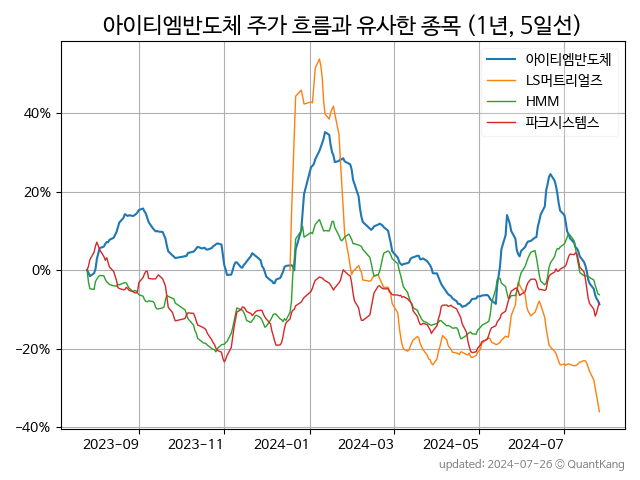 아이티엠반도체 주가 흐름과 유사한 종목 (1년, 5일선)
아이티엠반도체
LS머트리얼즈
HMM
파크시스템스
40%
20%
0%
−20%
−40%
2023-09 2023-11 2024-01 2024-03 2024-05 2024-07
updated: 2024-07-26 © QuantKang